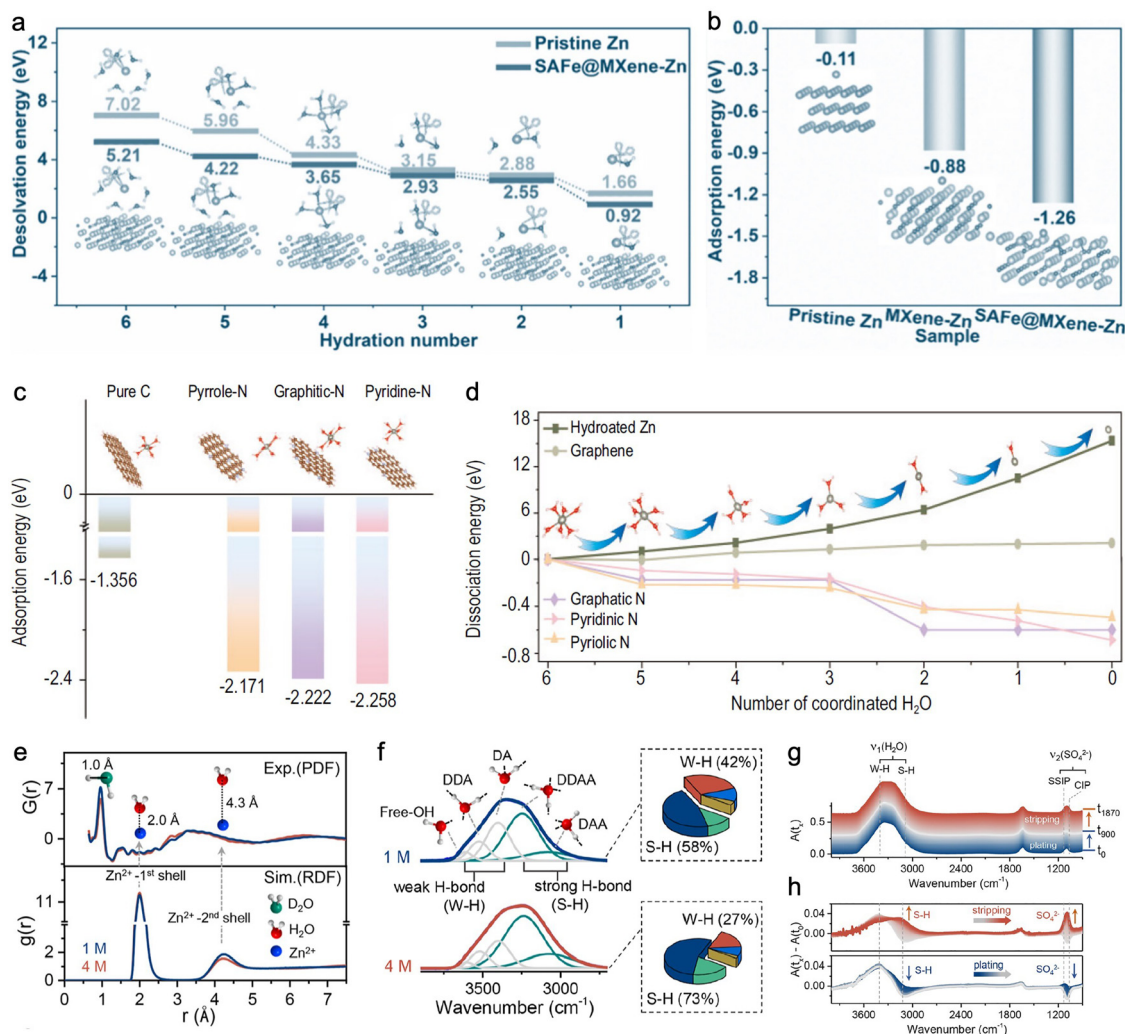 a
Desolvation energy (eV)
12
8
4
0
-4
Pristine Zn
SAFe@MXene-Zn
7.02
5.96
4.33
3.15
2.88
1.66
5.21
4.22
3.65
2.93
2.55
0.92
6
5
4
3
2
1
Hydration number
b
Adsorption energy (eV)
0.0
-0.3
-0.6
-0.9
-1.2
-1.5
-1.8
-0.11
-0.88
-1.26
Pristine Zn
MXene-Zn
SAFe@MXene-Zn
Sample
c
Pure C
Pyrrole-N
Graphitic-N
Pyridine-N
Adsorption energy (eV)
0
-1.6
-2.4
-1.356
-2.171
-2.222
-2.258
d
Dissociation energy (eV)
18
12
6
0
-0.4
-0.8
Hydroated Zn
Graphene
Graphatic N
Pyridinic N
Pyriolic N
6
5
4
3
2
1
0
Number of coordinated H₂O
e
G(r)
7
0
1.0 Å
2.0 Å
4.3 Å
Exp.(PDF)
Zn²⁺-1ˢᵗ shell
Sim.(RDF)
Zn²⁺-2ⁿᵈ shell
D₂O
H₂O
Zn²⁺
g(r)
11
2
1
0
1 M
4 M
0
1
2
3
4
5
6
7
r (Å)
f
Free-OH
DDA
DA
DDAA
DAA
1 M
weak H-bond
(W-H)
strong H-bond
(S-H)
4 M
3500
3000
Wavenumber (cm⁻¹)
W-H (42%)
S-H (58%)
W-H (27%)
S-H (73%)
g
ν₁(H₂O)
W-H
S-H
ν₂(SO₄²⁻)
SSIP
CIP
A(tₓ)
0.5
0.0
stripping
plating
t₁₈₇₀
t₉₀₀
t₀
3600
3000
2400
1800
1200
Wavenumber (cm⁻¹)
h
A(tₓ) - A(t₀)
0.04
0.00
S-H
stripping
SO₄²⁻
0.04
0.00
S-H
plating
SO₄²⁻
3600
3000
2400
1800
1200
Wavenumber (cm⁻¹)